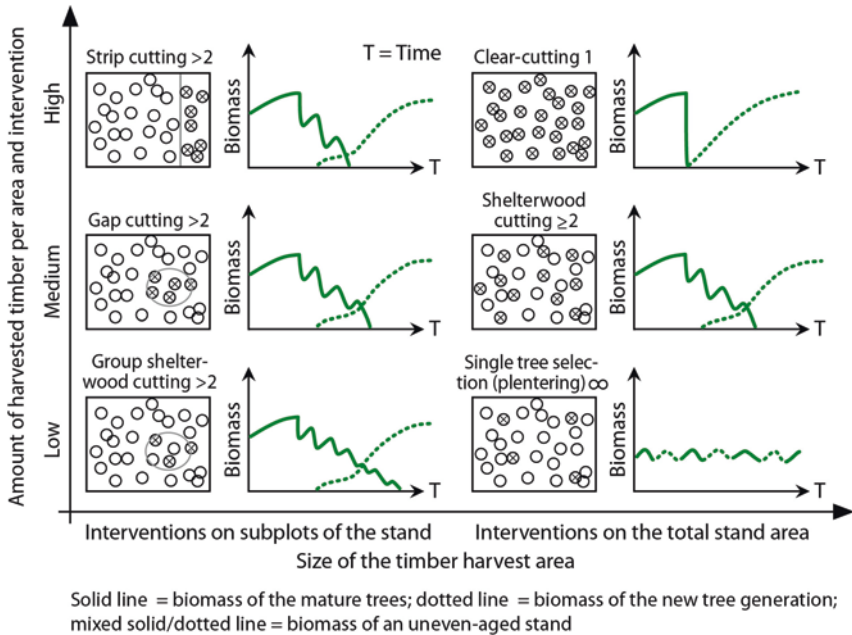 Amount of harvested timber per area and intervention
High
Medium
Low
Strip cutting >2
Biomass
T
T = Time
Clear-cutting 1
Biomass
T
Gap cutting >2
Biomass
T
Shelterwood
cutting ≥2
Biomass
T
Group shelter-
wood cutting >2
Biomass
T
Single tree selec-
tion (plentering) ∞
Biomass
T
Interventions on subplots of the stand
Interventions on the total stand area
Size of the timber harvest area
Solid line = biomass of the mature trees; dotted line = biomass of the new tree generation;
mixed solid/dotted line = biomass of an uneven-aged stand